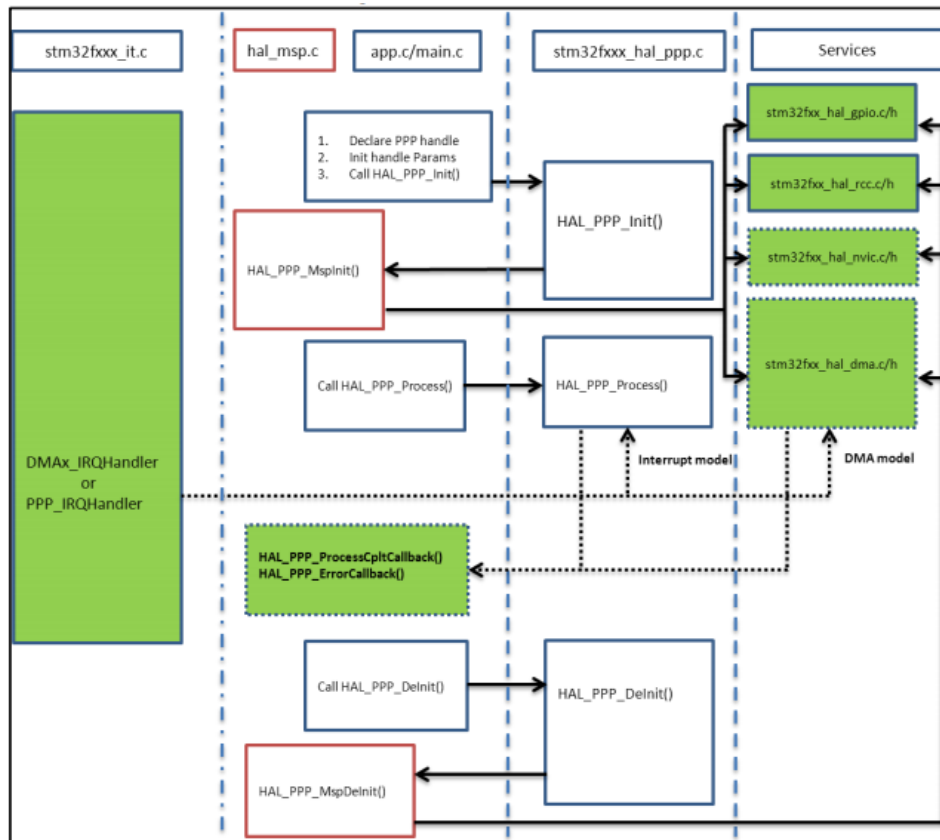 stm32fxxx_it.c
hal_msp.c
app.c/main.c
stm32fxxx_hal_ppp.c
Services
1. Declare PPP handle
2. Init handle Params
3. Call HAL_PPP_Init()
stm32fxx_hal_gpio.c/h
stm32fxx_hal_rcc.c/h
HAL_PPP_Init()
HAL_PPP_MspInit()
stm32fxx_hal_nvic.c/h
Call HAL_PPP_Process()
HAL_PPP_Process()
stm32fxx_hal_dma.c/h
Interrupt model
DMA model
DMAx_IRQHandler
or
PPP_IRQHandler
HAL_PPP_ProcessCpltCallback()
HAL_PPP_ErrorCallback()
Call HAL_PPP_DeInit()
HAL_PPP_DeInit()
HAL_PPP_MspDeInit()